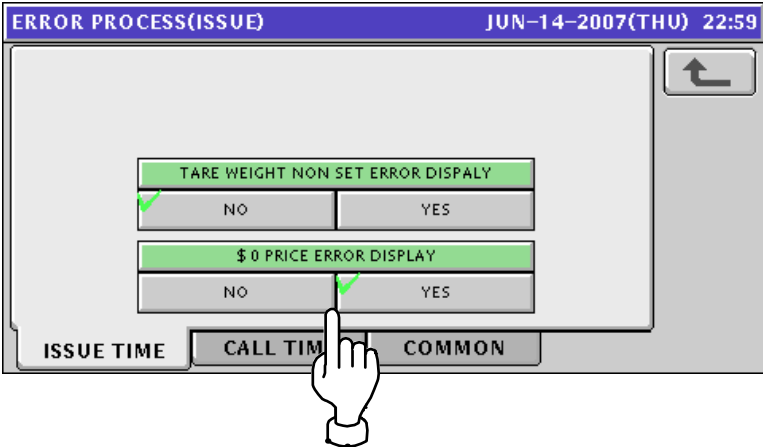 ERROR PROCESS(ISSUE) JUN-14-2007(THU) 22:59
TARE WEIGHT NON SET ERROR DISPALY
NO YES
$ 0 PRICE ERROR DISPLAY
NO YES
ISSUE TIME CALL TIM COMMON